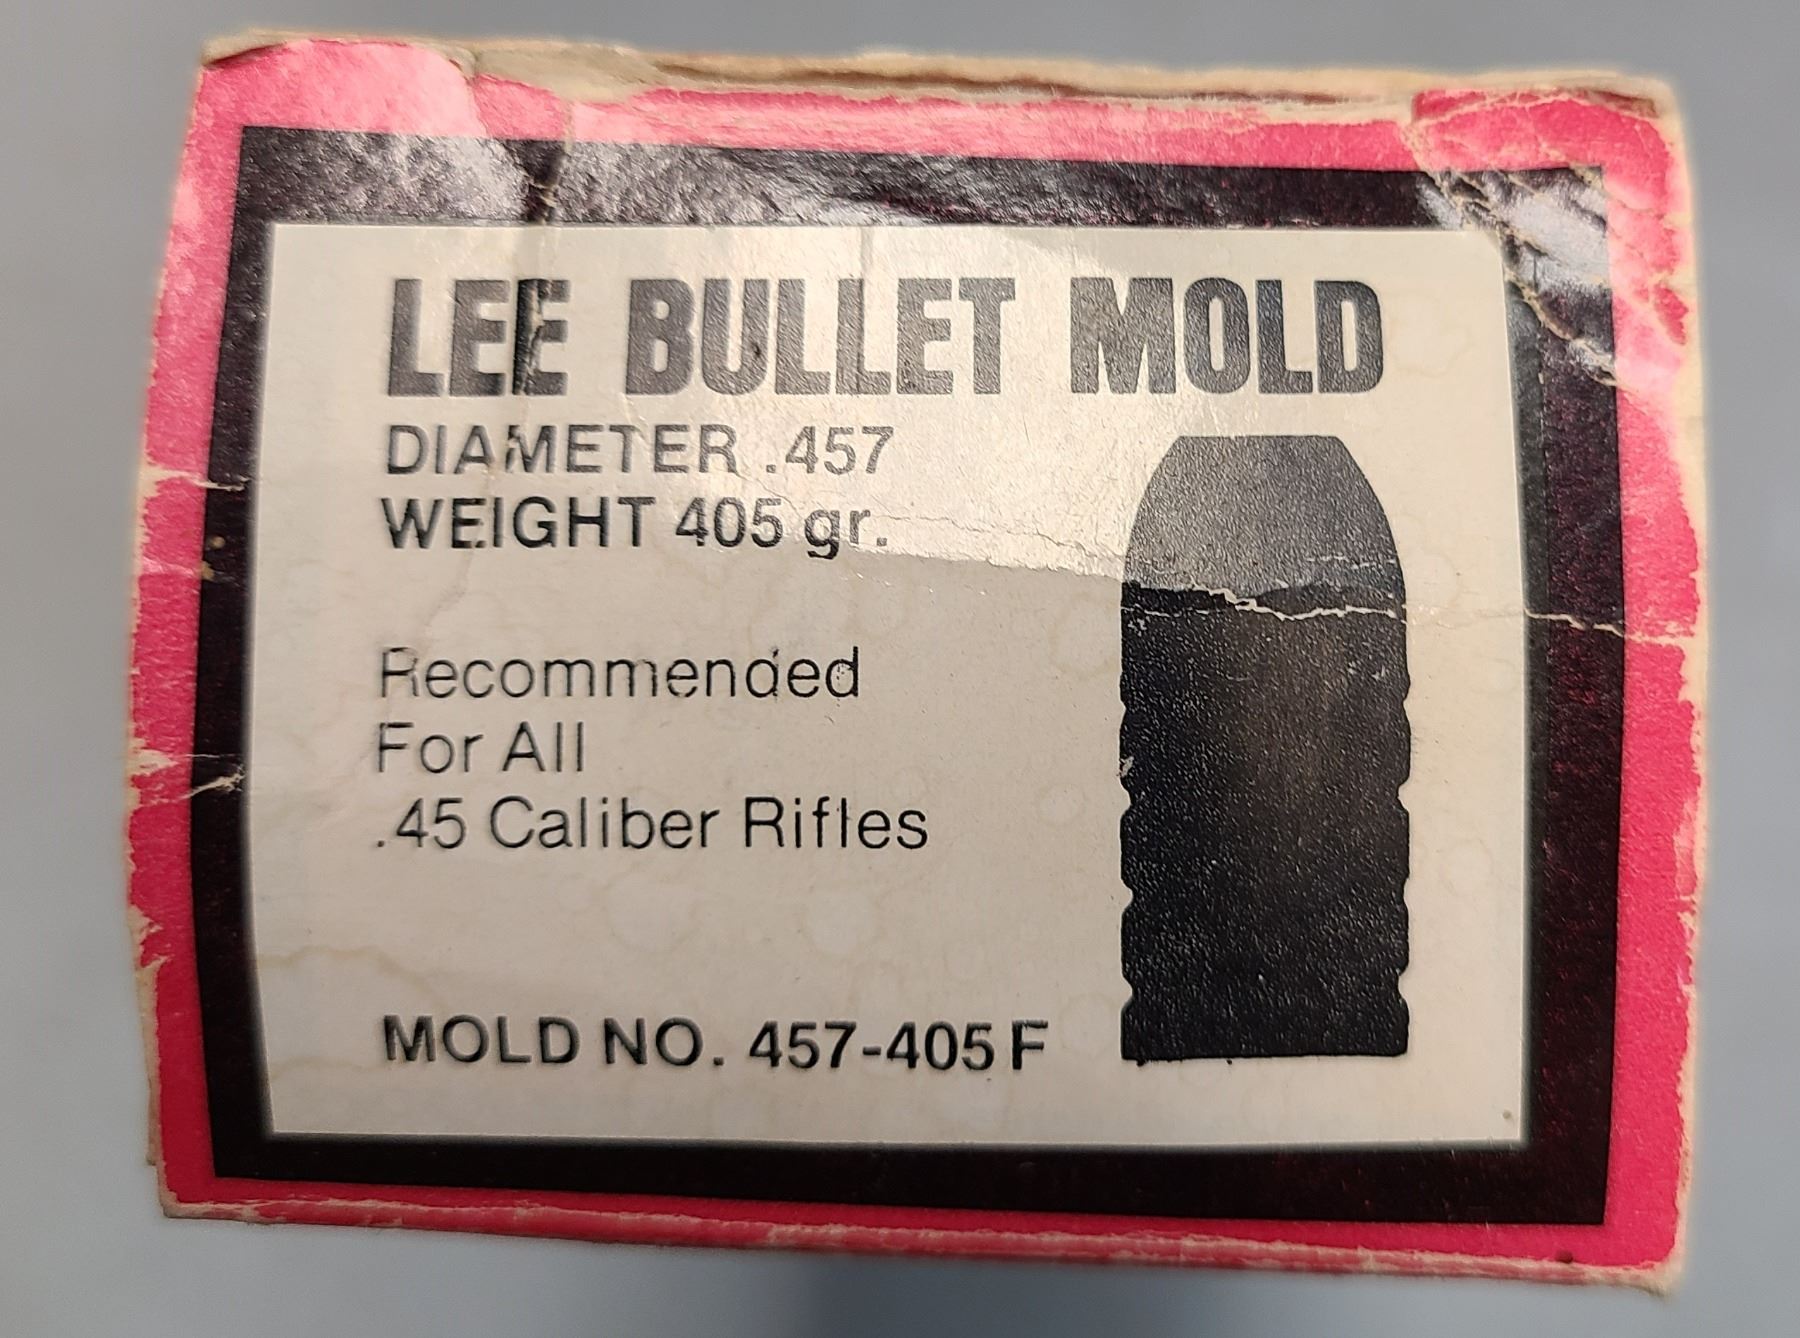 LEE BULLET MOLD
DIAMETER .457
WEIGHT 405 gr.
Recommended
For All
.45 Caliber Rifles
MOLD NO. 457-405 F